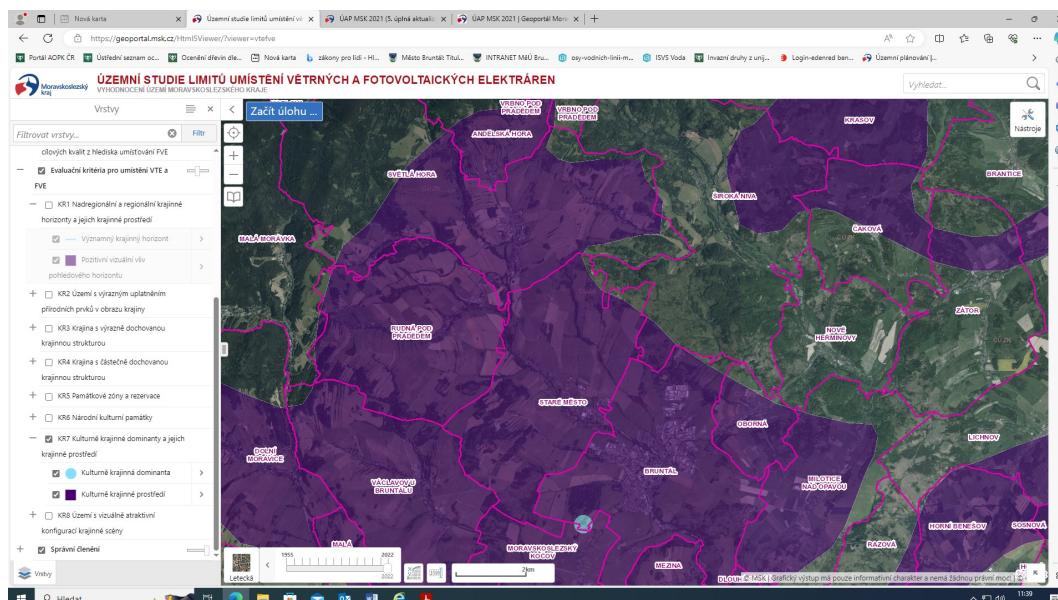 Nová karta
Územní studie limitů umístění vě
ÚAP MSK 2021 (5. úplná aktualiz
ÚAP MSK 2021 | Geoportál Mora
https://geoportal.msk.cz/Html5Viewer/?viewer=vtefve
Portál AOPK ČR
Ústřední seznam oc...
Ocenění dřevin dle...
Nová karta
zákony pro lidi - Hl...
Město Bruntál: Titul...
INTRANET MěÚ Bru...
osy-vodnich-linii-m...
ISVS Voda
Invazní druhy z unij...
Login-edenred ben...
Územní plánování |...
Moravskoslezský
kraj
ÚZEMNÍ STUDIE LIMITŮ UMÍSTĚNÍ VĚTRNÝCH A FOTOVOLTAICKÝCH ELEKTRÁREN
VYHODNOCENÍ ÚZEMÍ MORAVSKOSLEZSKÉHO KRAJE
Vyhledat...
Vrstvy
Začít úlohu ...
Nástroje
Filtrovat vrstvy...
Filtr
cílových kvalit z hlediska umísťování FVE
Evaluační kritéria pro umístění VTE a
FVE
KR1 Nadregionální a regionální krajinné
horizonty a jejich krajinné prostředí
Významný krajinný horizont
Pozitivní vizuální vliv
pohledového horizontu
KR2 Území s výrazným uplatněním
přírodních prvků v obrazu krajiny
KR3 Krajina s výrazně dochovanou
krajinnou strukturou
KR4 Krajina s částečně dochovanou
krajinnou strukturou
KR5 Památkové zóny a rezervace
KR6 Národní kulturní památky
KR7 Kulturně krajinné dominanty a jejich
krajinné prostředí
Kulturně krajinná dominanta
Kulturně krajinné prostředí
KR8 Území s vizuálně atraktivní
konfigurací krajinné scény
Správní členění
Vrstvy
VRBNO POD
PRADĚDEM
VRBNO POD
PRADĚDEM
ANDĚLSKÁ HORA
KRASOV
SVĚTLÁ HORA
BRANTICE
ŠIROKÁ NIVA
ČAKOVÁ
MALÁ MORÁVKA
ZÁTOR
RUDNÁ POD
PRADĚDEM
NOVÉ
HEŘMINOVY
STARÉ MĚSTO
OBORNÁ
LICHNOV
DOLNÍ
MORAVICE
BRUNTÁL
VÁCLAVOV U
BRUNTÁLU
MILOTICE
NAD OPAVOU
HORNÍ BENEŠOV
SOSNOVÁ
MALÁ
MORAVSKOSLEZSKÝ
KOČOV
RAZOVÁ
MEZINA
DLOUH
Letecká
1955
2022
2022
2km
© MSK | Grafický výstup má pouze informativní charakter a nemá žádnou právní moc! | ©
Hledat
11:39